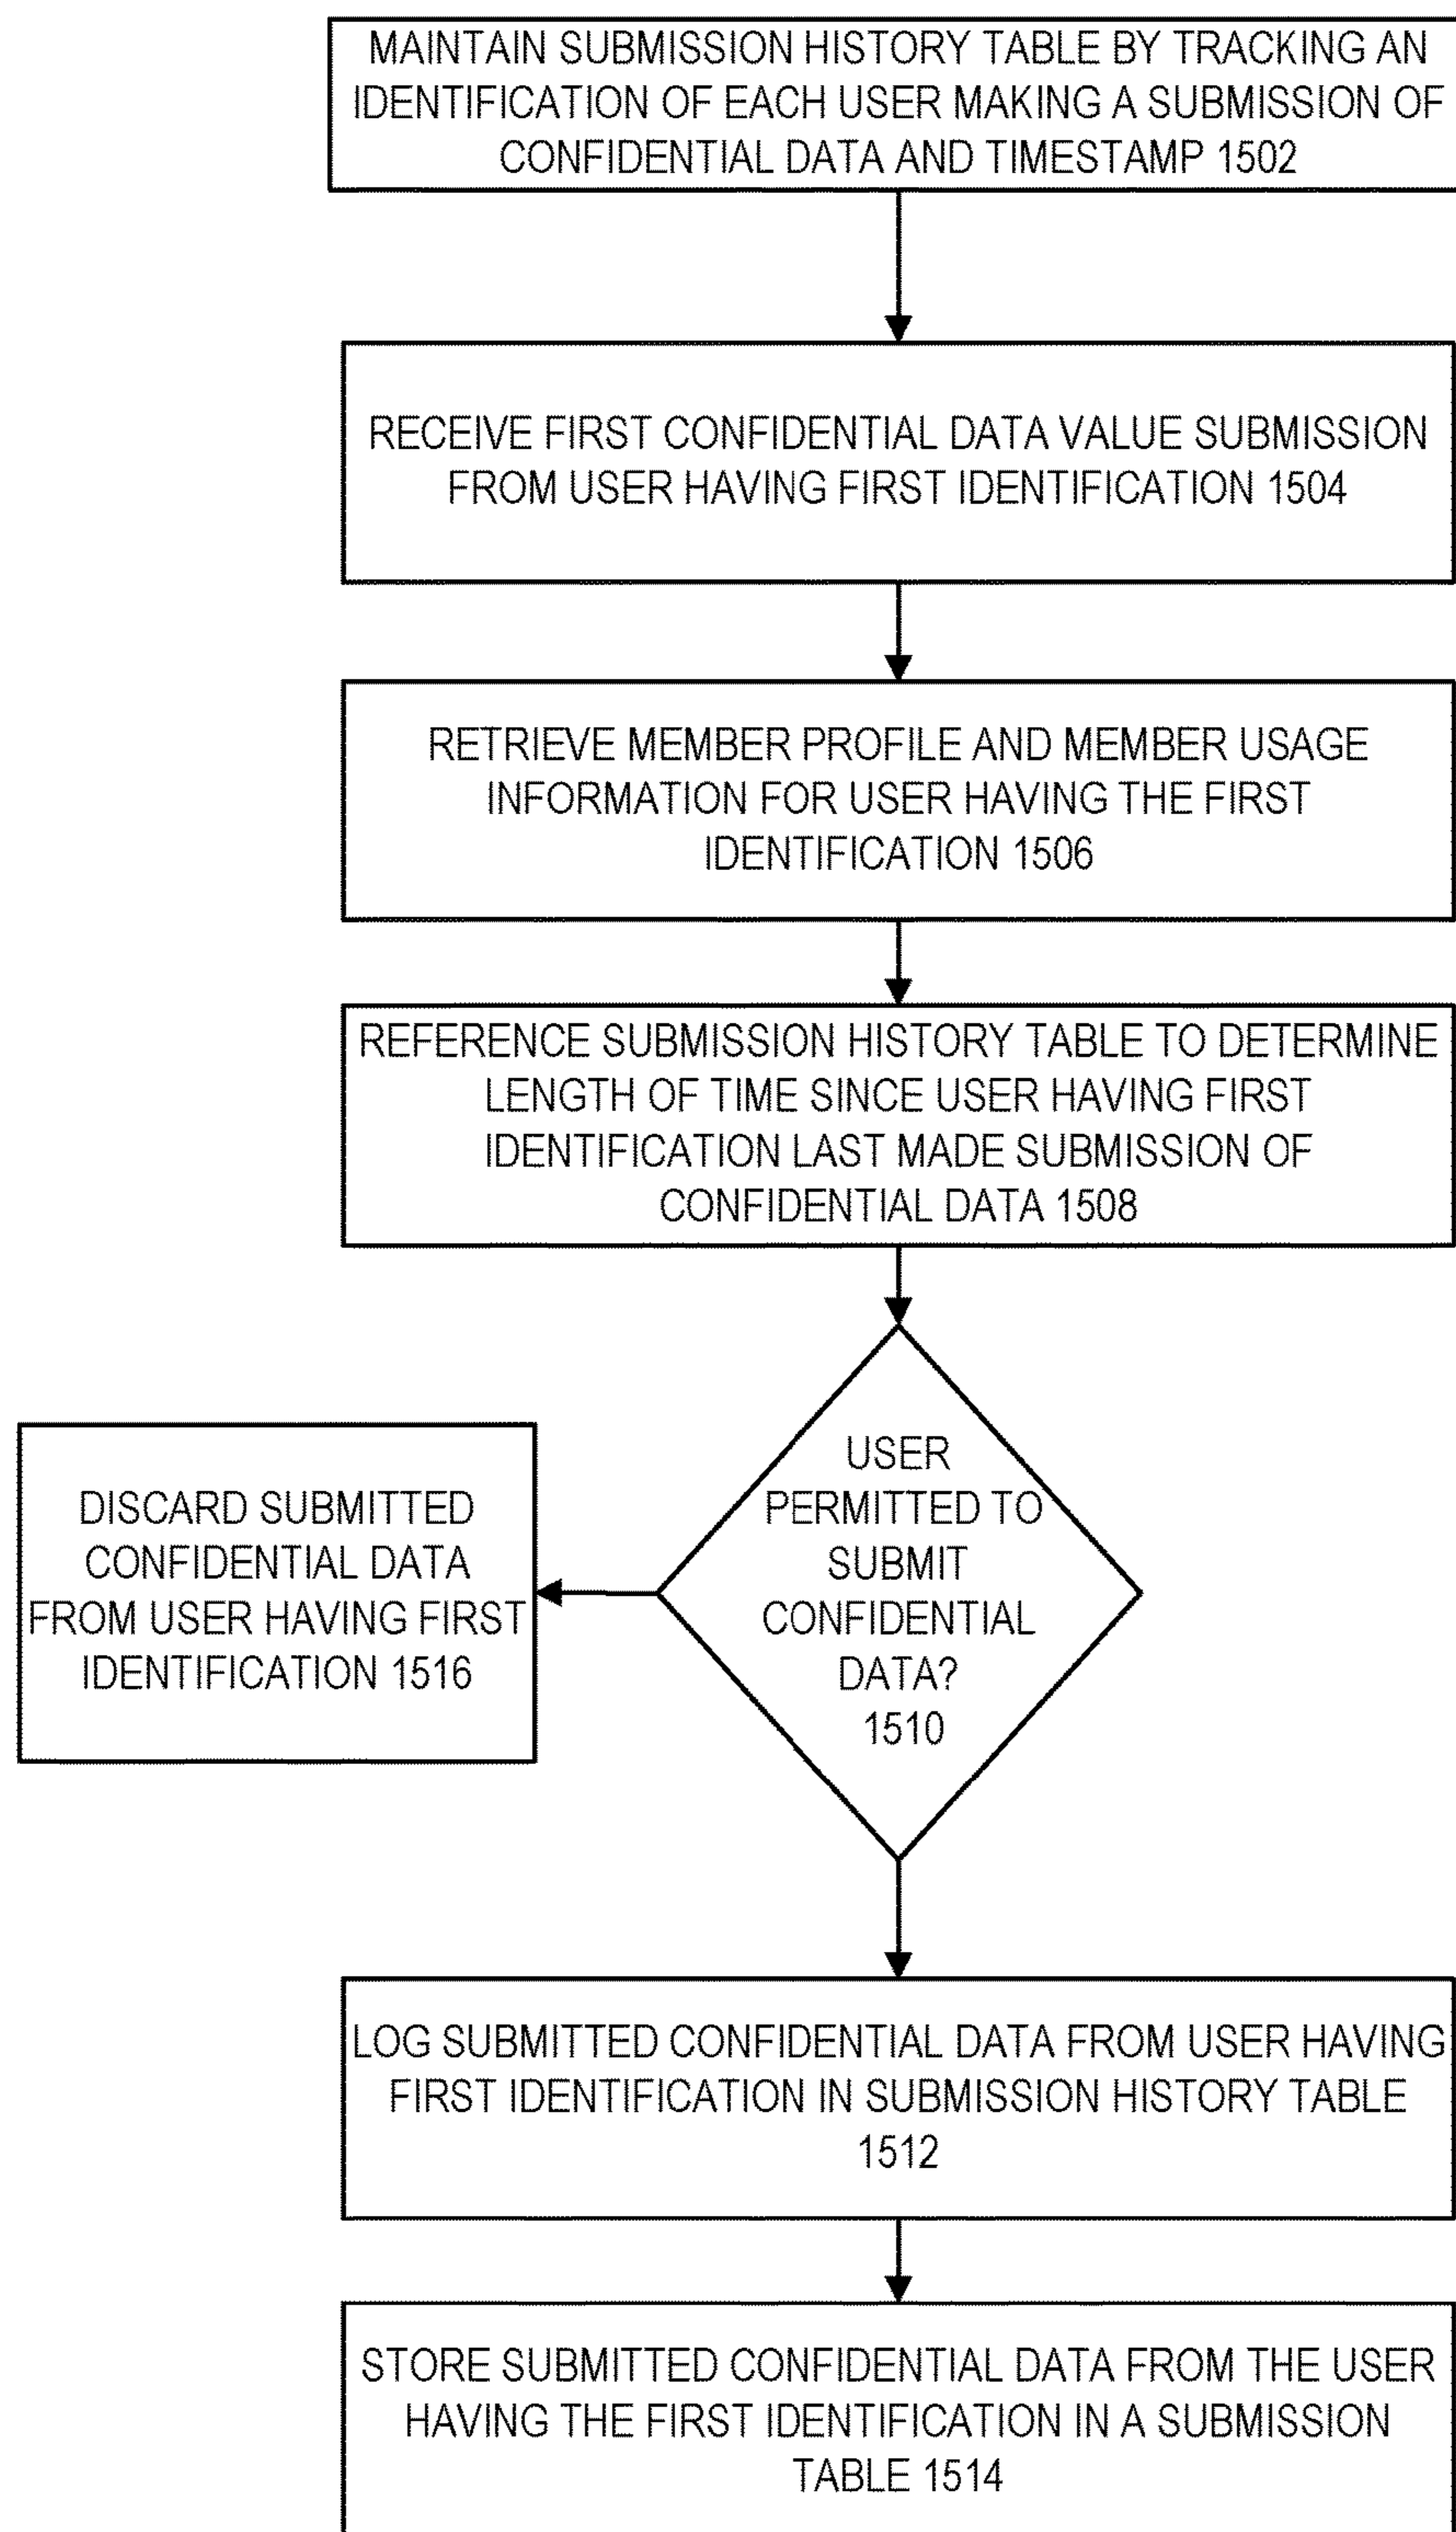 MAINTAIN SUBMISSION HISTORY TABLE BY TRACKING AN
IDENTIFICATION OF EACH USER MAKING A SUBMISSION OF
CONFIDENTIAL DATA AND TIMESTAMP 1502
RECEIVE FIRST CONFIDENTIAL DATA VALUE SUBMISSION
FROM USER HAVING FIRST IDENTIFICATION 1504
RETRIEVE MEMBER PROFILE AND MEMBER USAGE
INFORMATION FOR USER HAVING THE FIRST
IDENTIFICATION 1506
REFERENCE SUBMISSION HISTORY TABLE TO DETERMINE
LENGTH OF TIME SINCE USER HAVING FIRST
IDENTIFICATION LAST MADE SUBMISSION OF
CONFIDENTIAL DATA 1508
USER
PERMITTED TO
SUBMIT
CONFIDENTIAL
DATA?
1510
DISCARD SUBMITTED
CONFIDENTIAL DATA
FROM USER HAVING FIRST
IDENTIFICATION 1516
LOG SUBMITTED CONFIDENTIAL DATA FROM USER HAVING
FIRST IDENTIFICATION IN SUBMISSION HISTORY TABLE
1512
STORE SUBMITTED CONFIDENTIAL DATA FROM THE USER
HAVING THE FIRST IDENTIFICATION IN A SUBMISSION
TABLE 1514